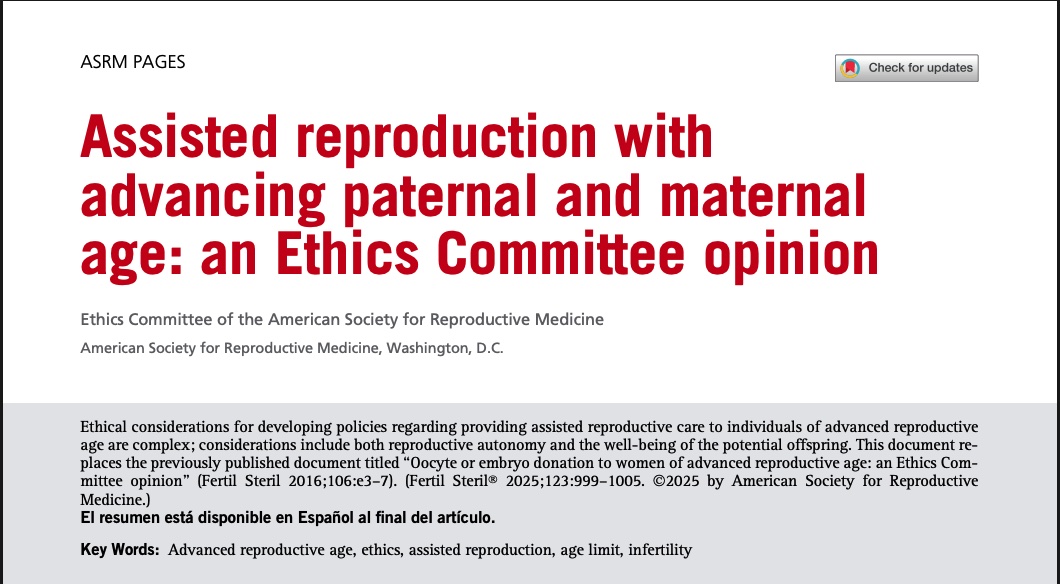 ASRM PAGES
Check for updates
Assisted reproduction with
advancing paternal and maternal
age: an Ethics Committee opinion
Ethics Committee of the American Society for Reproductive Medicine
American Society for Reproductive Medicine, Washington, D.C.
Ethical considerations for developing policies regarding providing assisted reproductive care to individuals of advanced reproductive
age are complex; considerations include both reproductive autonomy and the well-being of the potential offspring. This document re-
places the previously published document titled “Oocyte or embryo donation to women of advanced reproductive age: an Ethics Com-
mittee opinion” (Fertil Steril 2016;106:e3–7). (Fertil Steril® 2025;123:999–1005. ©2025 by American Society for Reproductive
Medicine.)
El resumen está disponible en Español al final del artículo.
Key Words: Advanced reproductive age, ethics, assisted reproduction, age limit, infertility